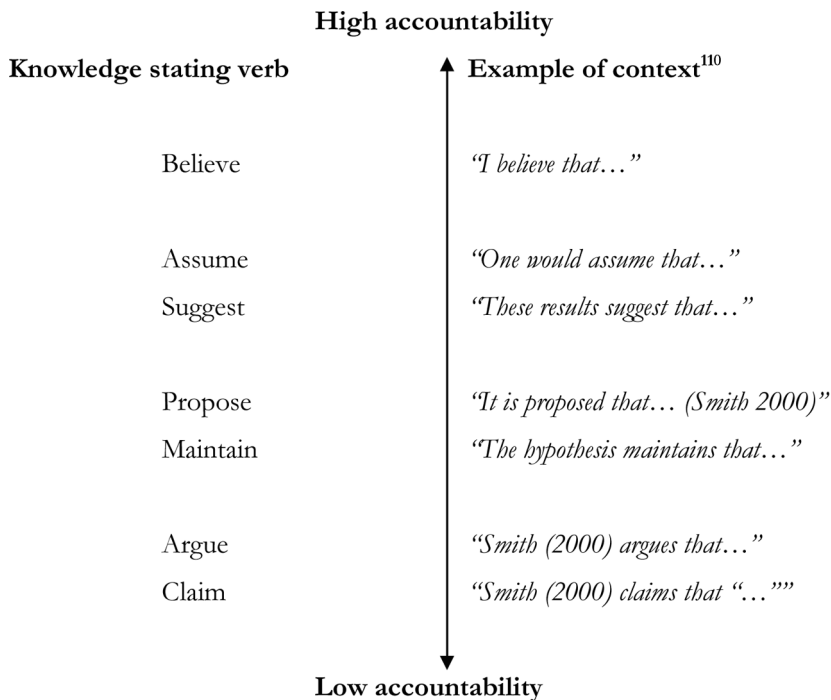 High accountability
Knowledge stating verb Example of context110
Believe “I believe that…”
Assume “One would assume that…”
Suggest “These results suggest that…”
Propose “It is proposed that… (Smith 2000)”
Maintain “The hypothesis maintains that…”
Argue “Smith (2000) argues that…”
Claim “Smith (2000) claims that “…””
Low accountability